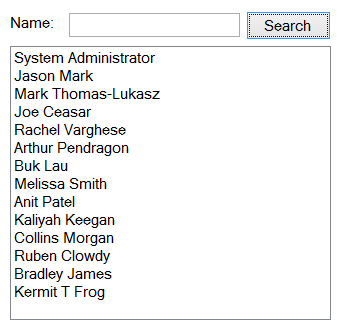 Name: Search
System Administrator
Jason Mark
Mark Thomas-Lukasz
Joe Ceasar
Rachel Varghese
Arthur Pendragon
Buk Lau
Melissa Smith
Anit Patel
Kaliyah Keegan
Collins Morgan
Ruben Clowdy
Bradley James
Kermit T Frog